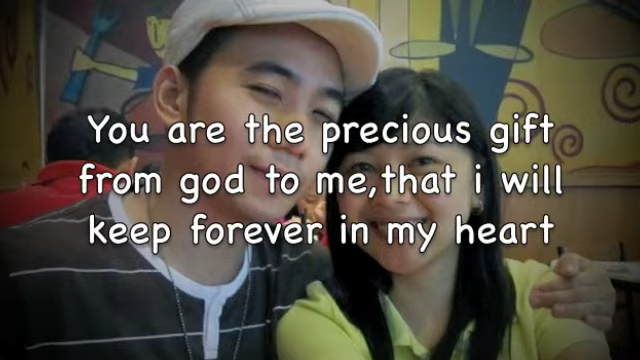 You are the precious gift
from god to me,that i will
keep forever in my heart